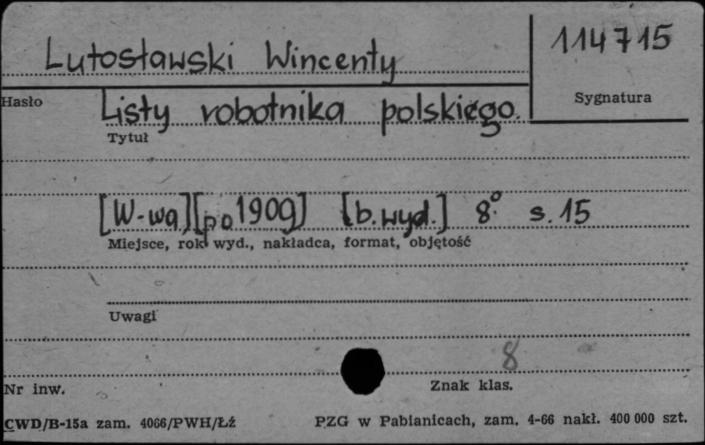 Lutosławski Wincenty
114715
Hasło
Sygnatura
Listy robotnika polskiego.
Tytuł
[W-wa][po 1909] [b.wyd.] 8° s. 15
Miejsce, rok wyd., nakładca, format, objętość
Uwagi
8
Nr inw.
Znak klas.
CWD/B-15a zam. 4066/PWH/Łź
PZG w Pabianicach, zam. 4-66 nakł. 400 000 szt.